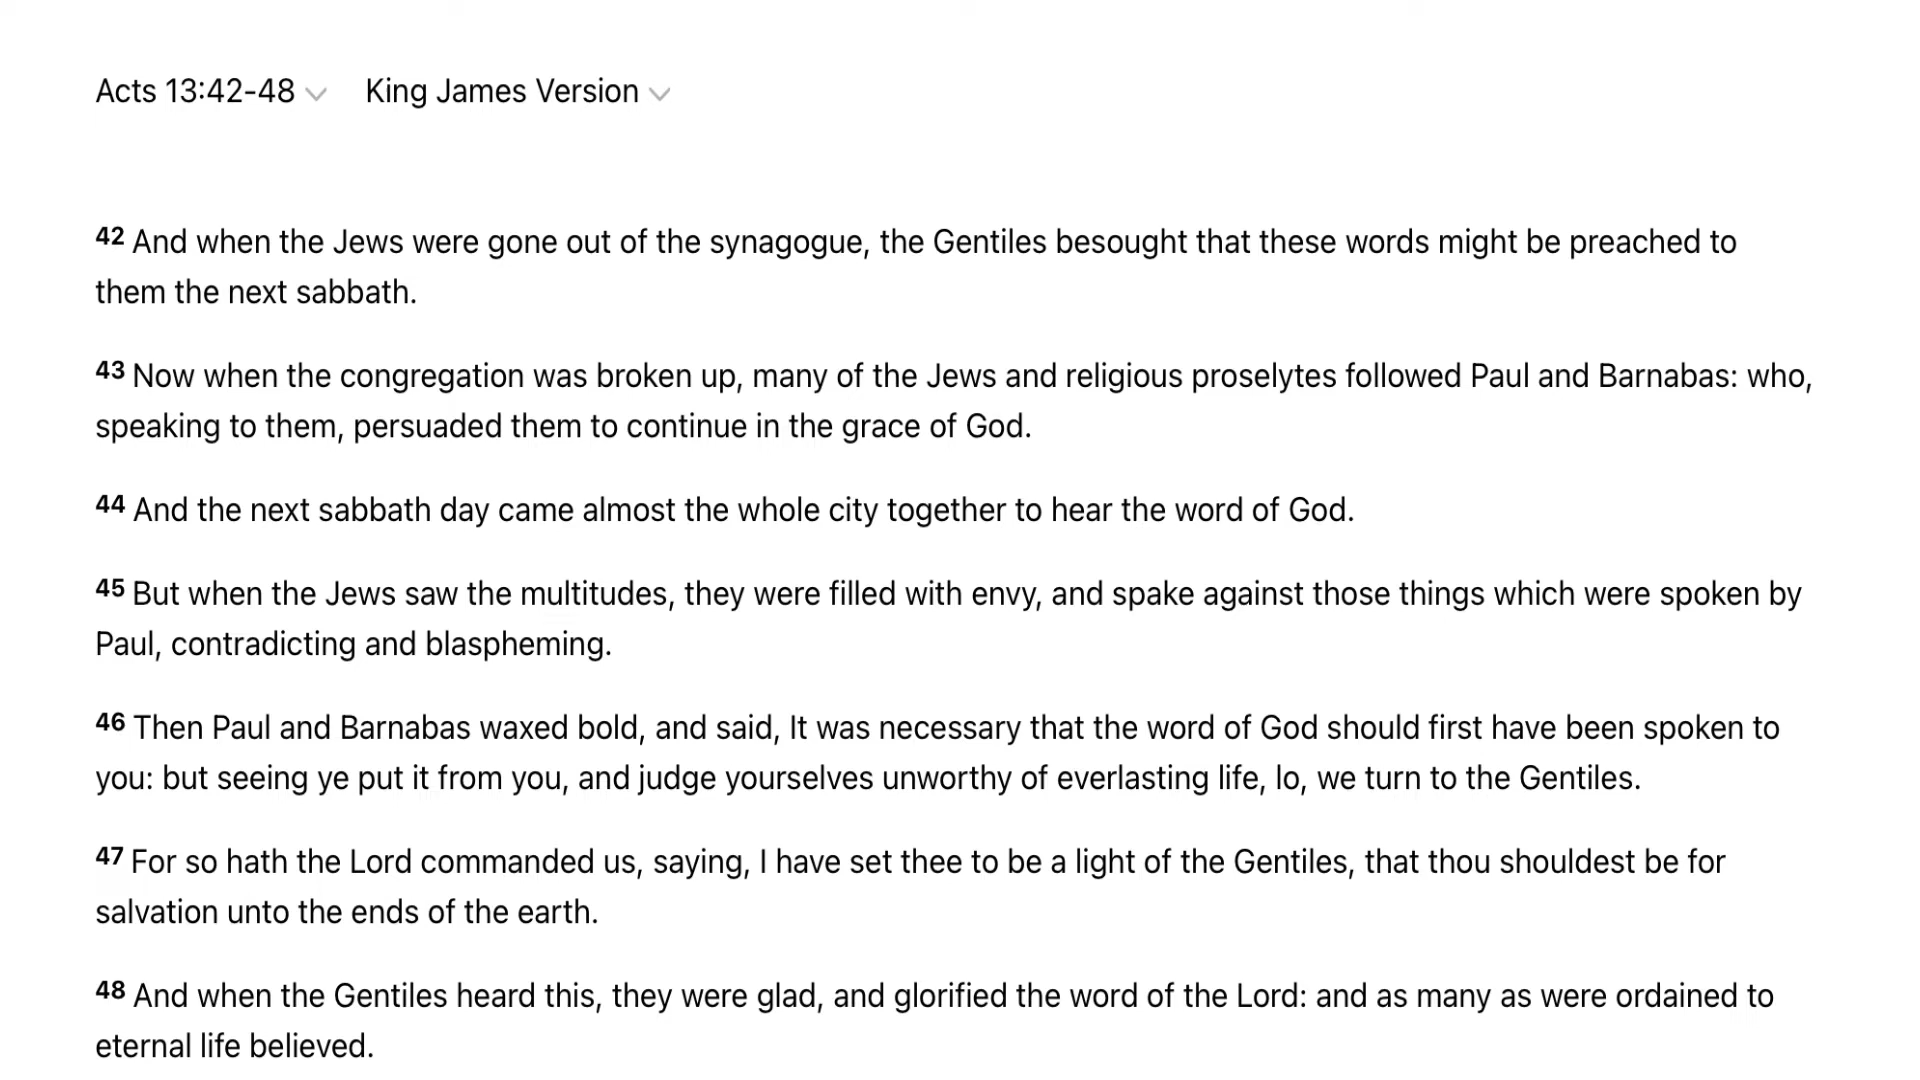 Acts 13:42-48 King James Version
42 And when the Jews were gone out of the synagogue, the Gentiles besought that these words might be preached to
them the next sabbath.
43 Now when the congregation was broken up, many of the Jews and religious proselytes followed Paul and Barnabas: who,
speaking to them, persuaded them to continue in the grace of God.
44 And the next sabbath day came almost the whole city together to hear the word of God.
45 But when the Jews saw the multitudes, they were filled with envy, and spake against those things which were spoken by
Paul, contradicting and blaspheming.
46 Then Paul and Barnabas waxed bold, and said, It was necessary that the word of God should first have been spoken to
you: but seeing ye put it from you, and judge yourselves unworthy of everlasting life, lo, we turn to the Gentiles.
47 For so hath the Lord commanded us, saying, I have set thee to be a light of the Gentiles, that thou shouldest be for
salvation unto the ends of the earth.
48 And when the Gentiles heard this, they were glad, and glorified the word of the Lord: and as many as were ordained to
eternal life believed.